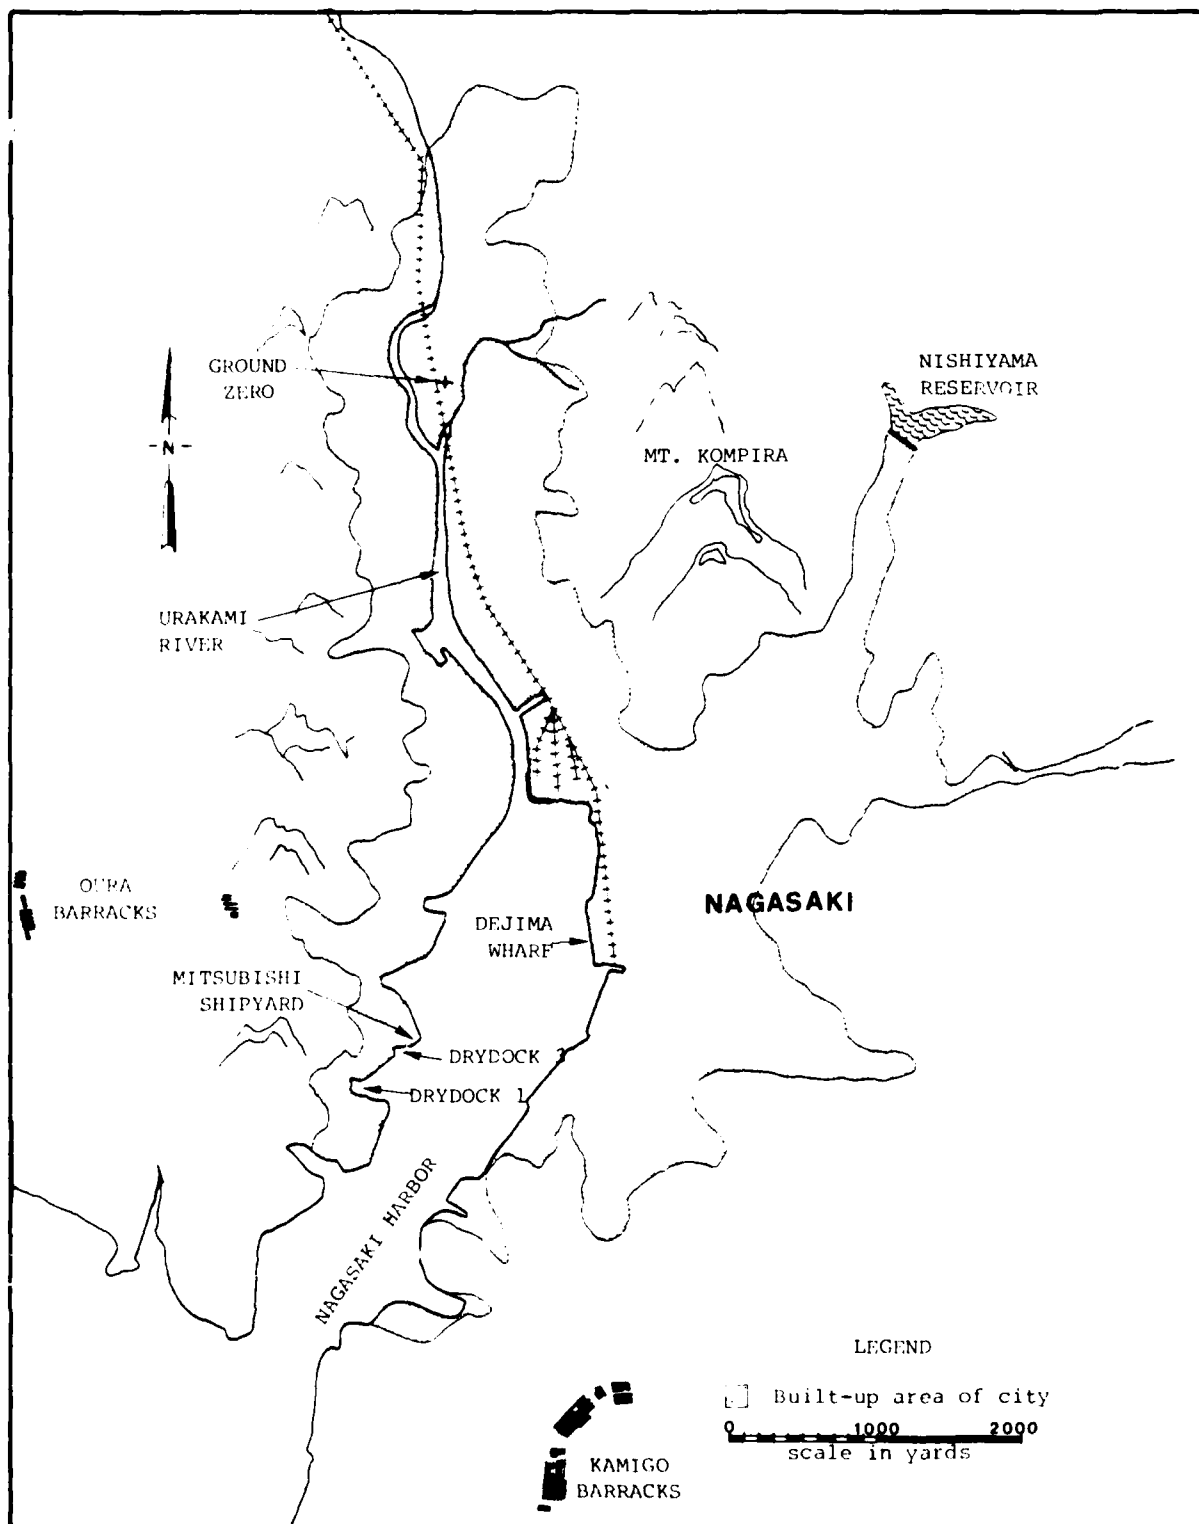 GROUND
ZERO
NISHIYAMA
RESERVOIR
-N-
MT. KOMPIRA
URAKAMI
RIVER
BARRACKS
NAGASAKI
DEJIMA
WHARF
MITSUBISHI
SHIPYARD
DRYDOCK 3
DRYDOCK 1
NAGASAKI HARBOR
LEGEND
Built-up area of city
0 1000 2000
scale in yards
KAMIGO
BARRACKS